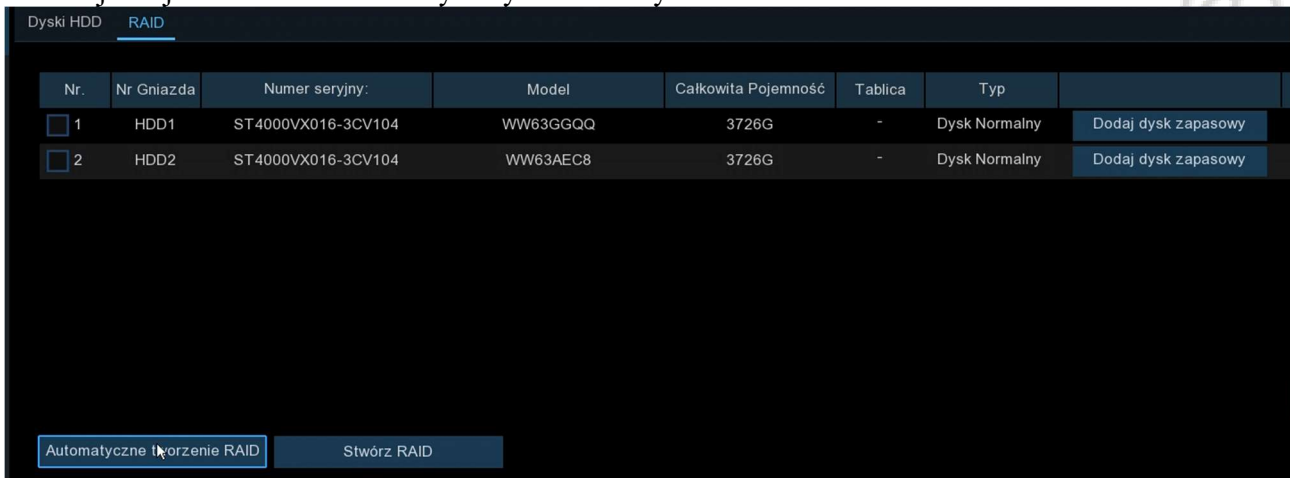 Dyski HDD RAID
Nr. Nr Gniazda Numer seryjny: Model Całkowita Pojemność Tablica Typ
1 HDD1 ST4000VX016-3CV104 WW63GGQQ 3726G - Dysk Normalny Dodaj dysk zapasowy
2 HDD2 ST4000VX016-3CV104 WW63AEC8 3726G - Dysk Normalny Dodaj dysk zapasowy
Automatyczne tworzenie RAID Stwórz RAID